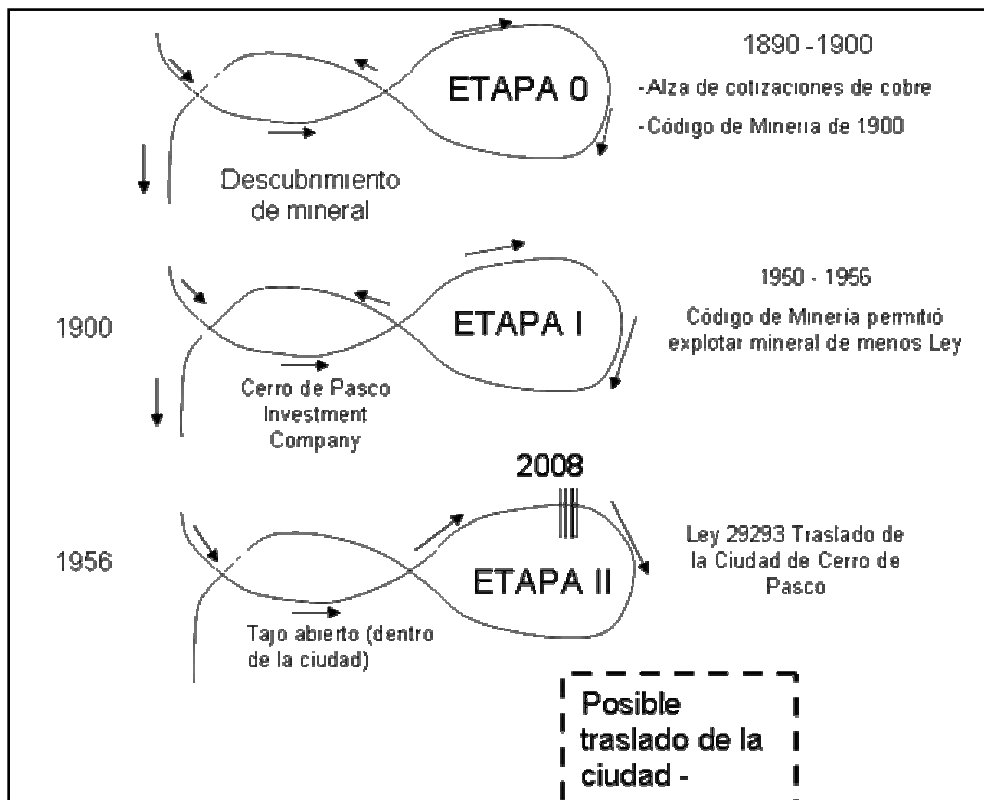 ETAPA 0
1890 -1900
-Alza de cotizaciones de cobre
-Código de Minería de 1900
Descubrimiento
de mineral
1900
ETAPA I
1950 - 1956
Código de Minería permitió
explotar mineral de menos Ley
Cerro de Pasco
Investment
Company
2008
1956
ETAPA II
Ley 29293 Traslado de
la Ciudad de Cerro de
Pasco
Tajo abierto (dentro
de la ciudad)
Posible
traslado de la
ciudad -